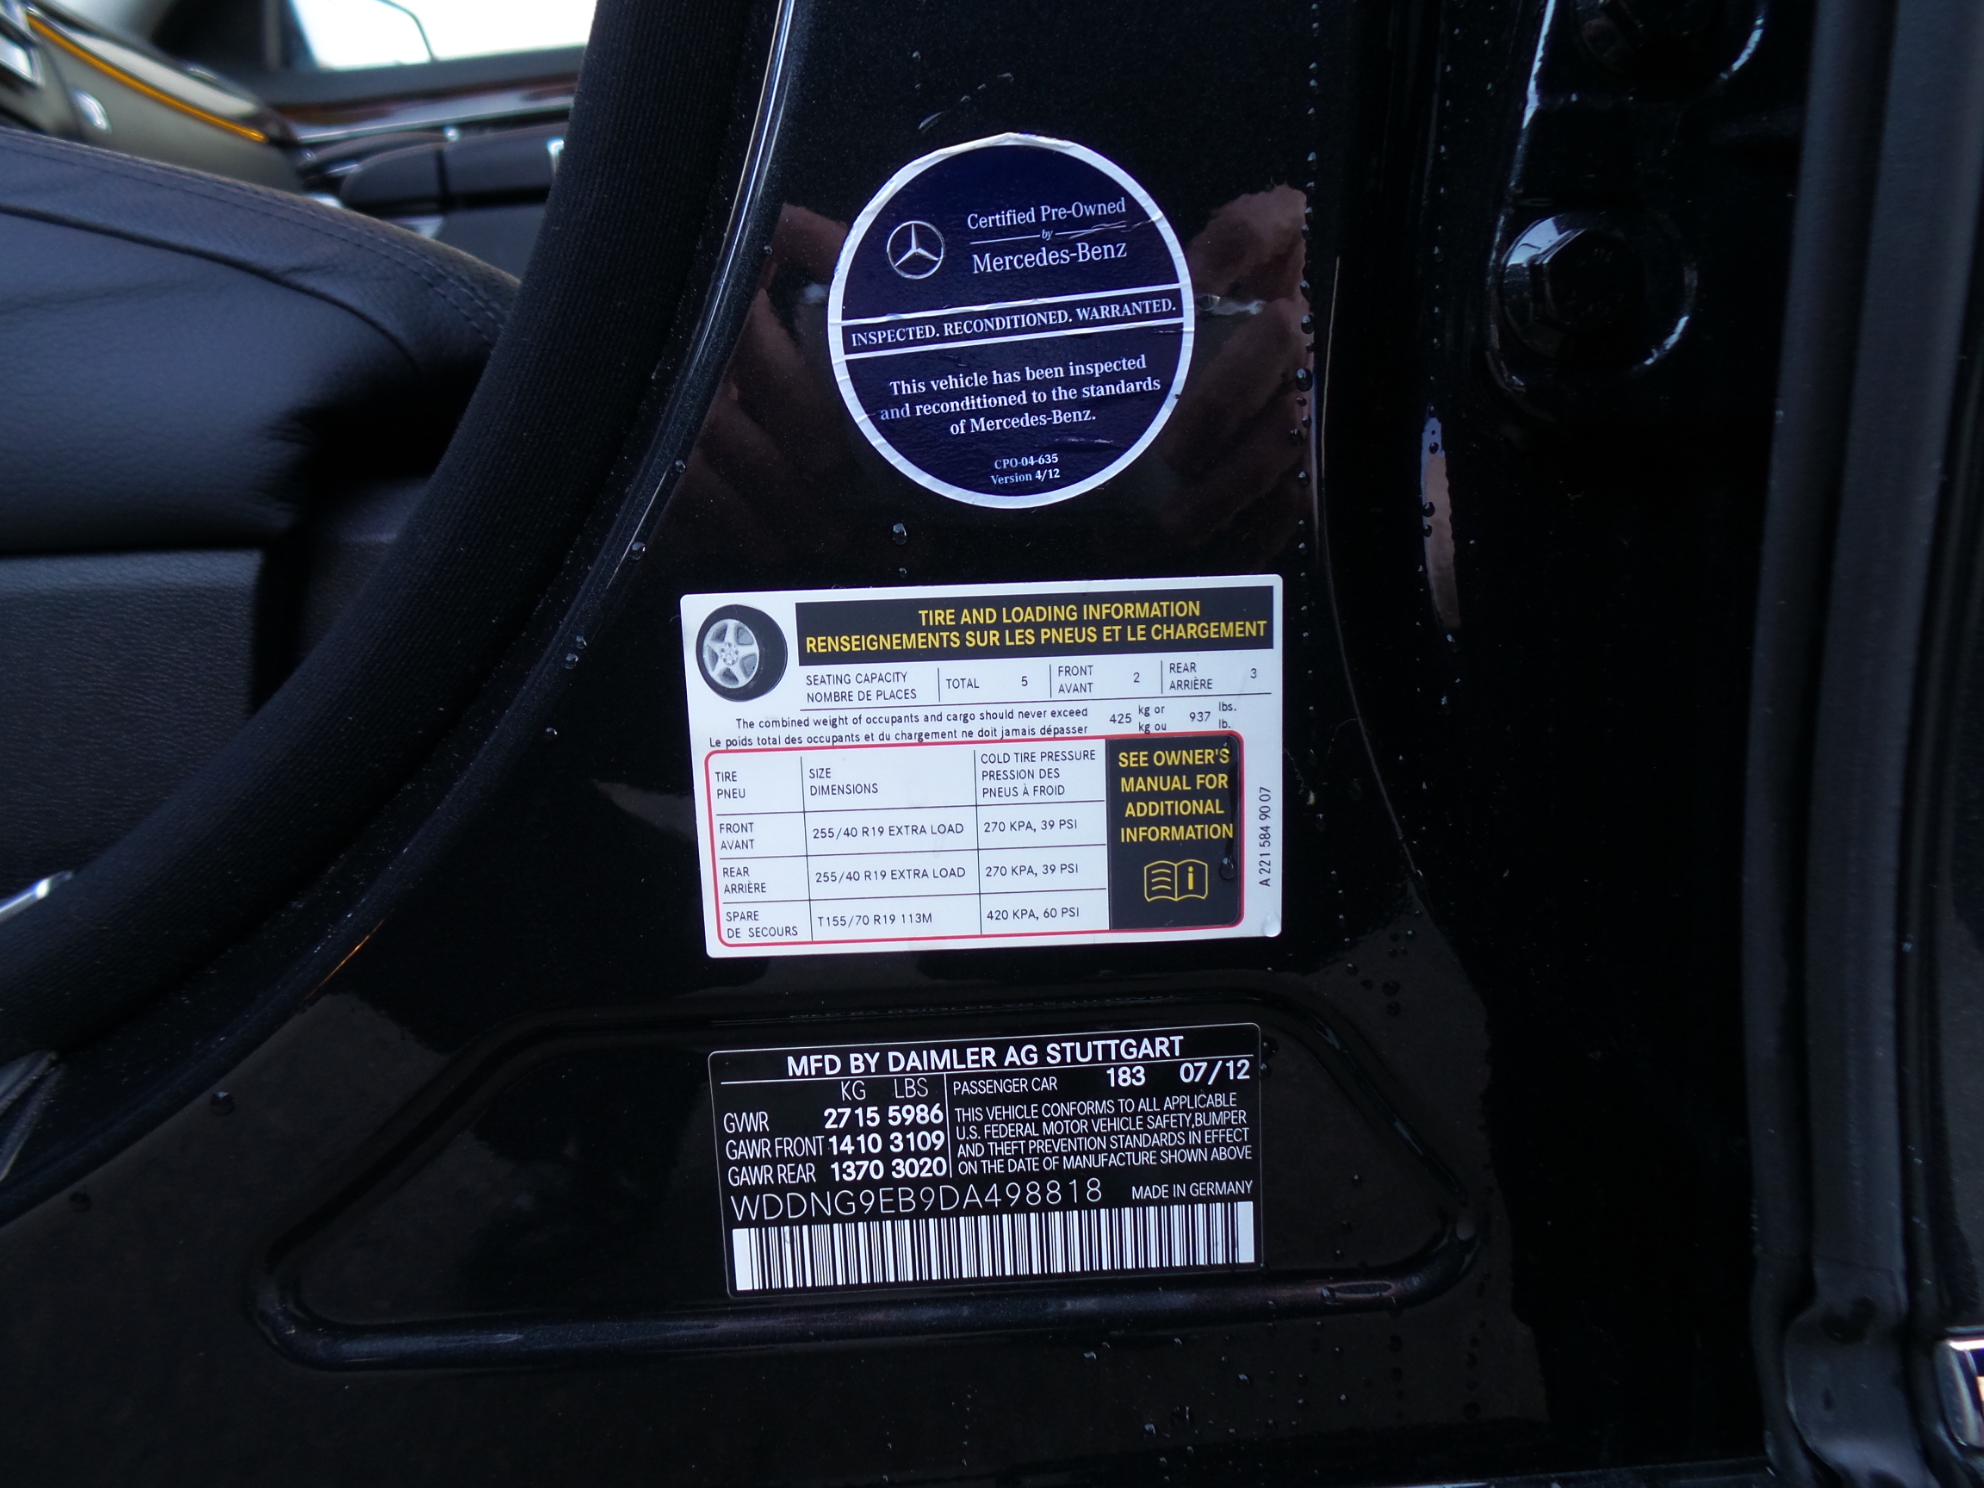 Certified Pre-Owned
by
Mercedes-Benz
INSPECTED. RECONDITIONED. WARRANTED.
This vehicle has been inspected
and reconditioned to the standards
of Mercedes-Benz.
CPO-04-635
Version 4/12
TIRE AND LOADING INFORMATION
RENSEIGNEMENTS SUR LES PNEUS ET LE CHARGEMENT
SEATING CAPACITY
NOMBRE DE PLACES
TOTAL 5
FRONT
AVANT
2
REAR
ARRIÈRE
3
The combined weight of occupants and cargo should never exceed
Le poids total des occupants et du chargement ne doit jamais dépasser
425 kg or
kg ou
937 lbs.
lb.
TIRE
PNEU
SIZE
DIMENSIONS
COLD TIRE PRESSURE
PRESSION DES
PNEUS À FROID
FRONT
AVANT
255/40 R19 EXTRA LOAD
270 KPA, 39 PSI
REAR
ARRIÈRE
255/40 R19 EXTRA LOAD
270 KPA, 39 PSI
SPARE
DE SECOURS
T155/70 R19 113M
420 KPA, 60 PSI
SEE OWNER'S
MANUAL FOR
ADDITIONAL
INFORMATION
i
A 221 584 90 07
MFD BY DAIMLER AG STUTTGART
KG LBS
GVWR 2715 5986
GAWR FRONT 1410 3109
GAWR REAR 1370 3020
PASSENGER CAR 183 07/12
THIS VEHICLE CONFORMS TO ALL APPLICABLE
U.S. FEDERAL MOTOR VEHICLE SAFETY,BUMPER
AND THEFT PREVENTION STANDARDS IN EFFECT
ON THE DATE OF MANUFACTURE SHOWN ABOVE
WDDNG9EB9DA498818 MADE IN GERMANY